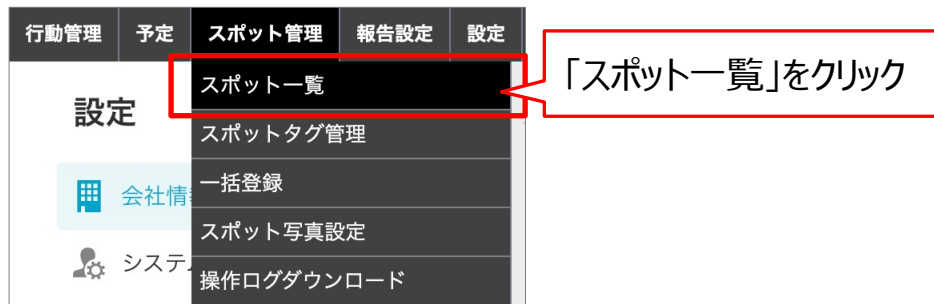 行動管理 予定 スポット管理 報告設定 設定
スポット一覧
「スポット一覧」をクリック
設定
スポットタグ管理
会社情
一括登録
スポット写真設定
システ
操作ログダウンロード